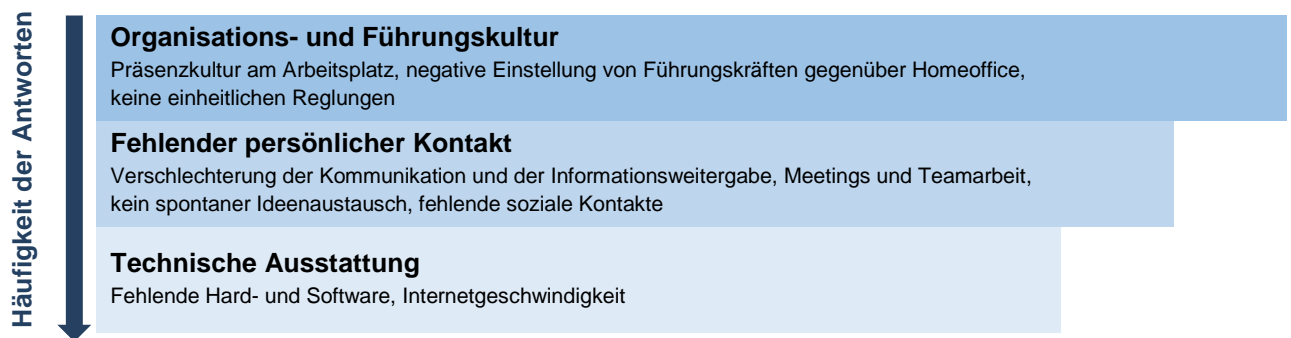 Häufigkeit der Antworten
Organisations- und Führungskultur
Präsenzkultur am Arbeitsplatz, negative Einstellung von Führungskräften gegenüber Homeoffice,
keine einheitlichen Reglungen
Fehlender persönlicher Kontakt
Verschlechterung der Kommunikation und der Informationsweitergabe, Meetings und Teamarbeit,
kein spontaner Ideenaustausch, fehlende soziale Kontakte
Technische Ausstattung
Fehlende Hard- und Software, Internetgeschwindigkeit